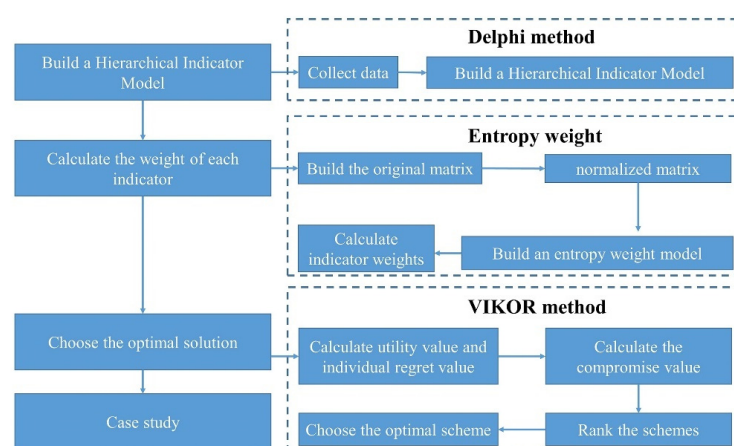 Build a Hierarchical Indicator
Model
Delphi method
Collect data
Build a Hierarchical Indicator Model
Calculate the weight of each
indicator
Entropy weight
Build the original matrix
normalized matrix
Calculate
indicator weights
Build an entropy weight model
Choose the optimal solution
VIKOR method
Calculate utility value and
individual regret value
Calculate the
compromise value
Case study
Choose the optimal scheme
Rank the schemes